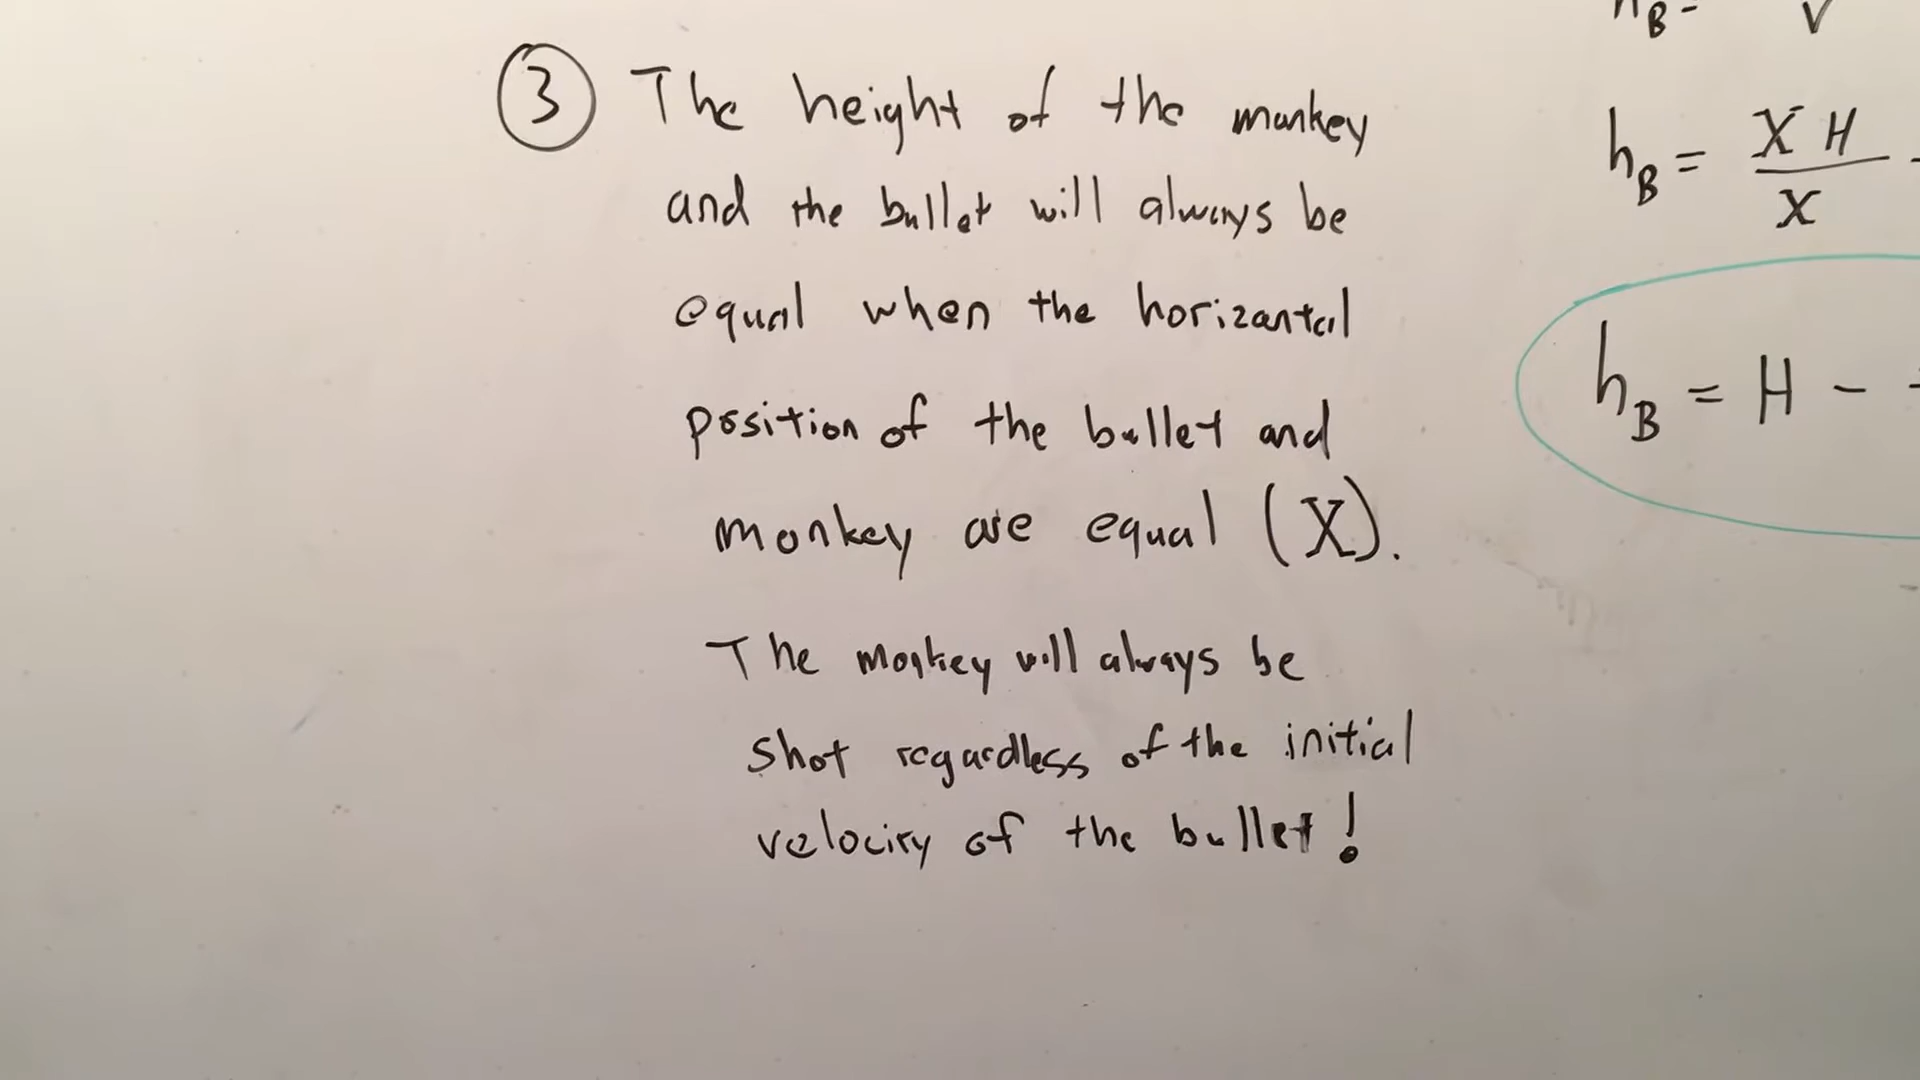 ③ The height of the monkey
and the bullet will always be
equal when the horizantal
position of the bullet and
monkey are equal (X).
The monkey will always be
shot regardless of the initial
velocity of the bullet!
h_B =
h_B = X H / X
h_B = H -